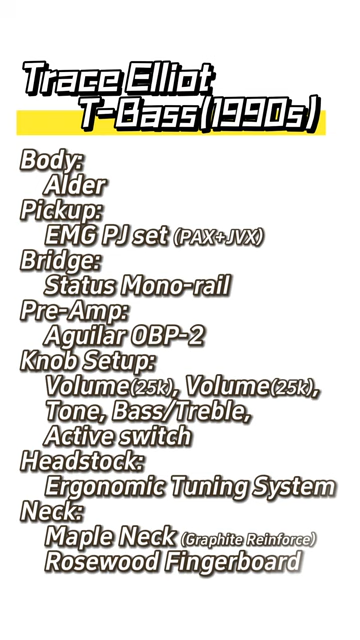 Trace Elliot
T-Bass(1990s)
Body:
Alder
Pickup:
EMG PJ set (PAX+JVX)
Bridge:
Status Mono-rail
Pre-Amp:
Aguilar OBP-2
Knob Setup:
Volume(25k), Volume(25k),
Tone, Bass/Treble,
Active switch
Headstock:
Ergonomic Tuning System
Neck:
Maple Neck (Graphite Reinforce)
Rosewood Fingerboard